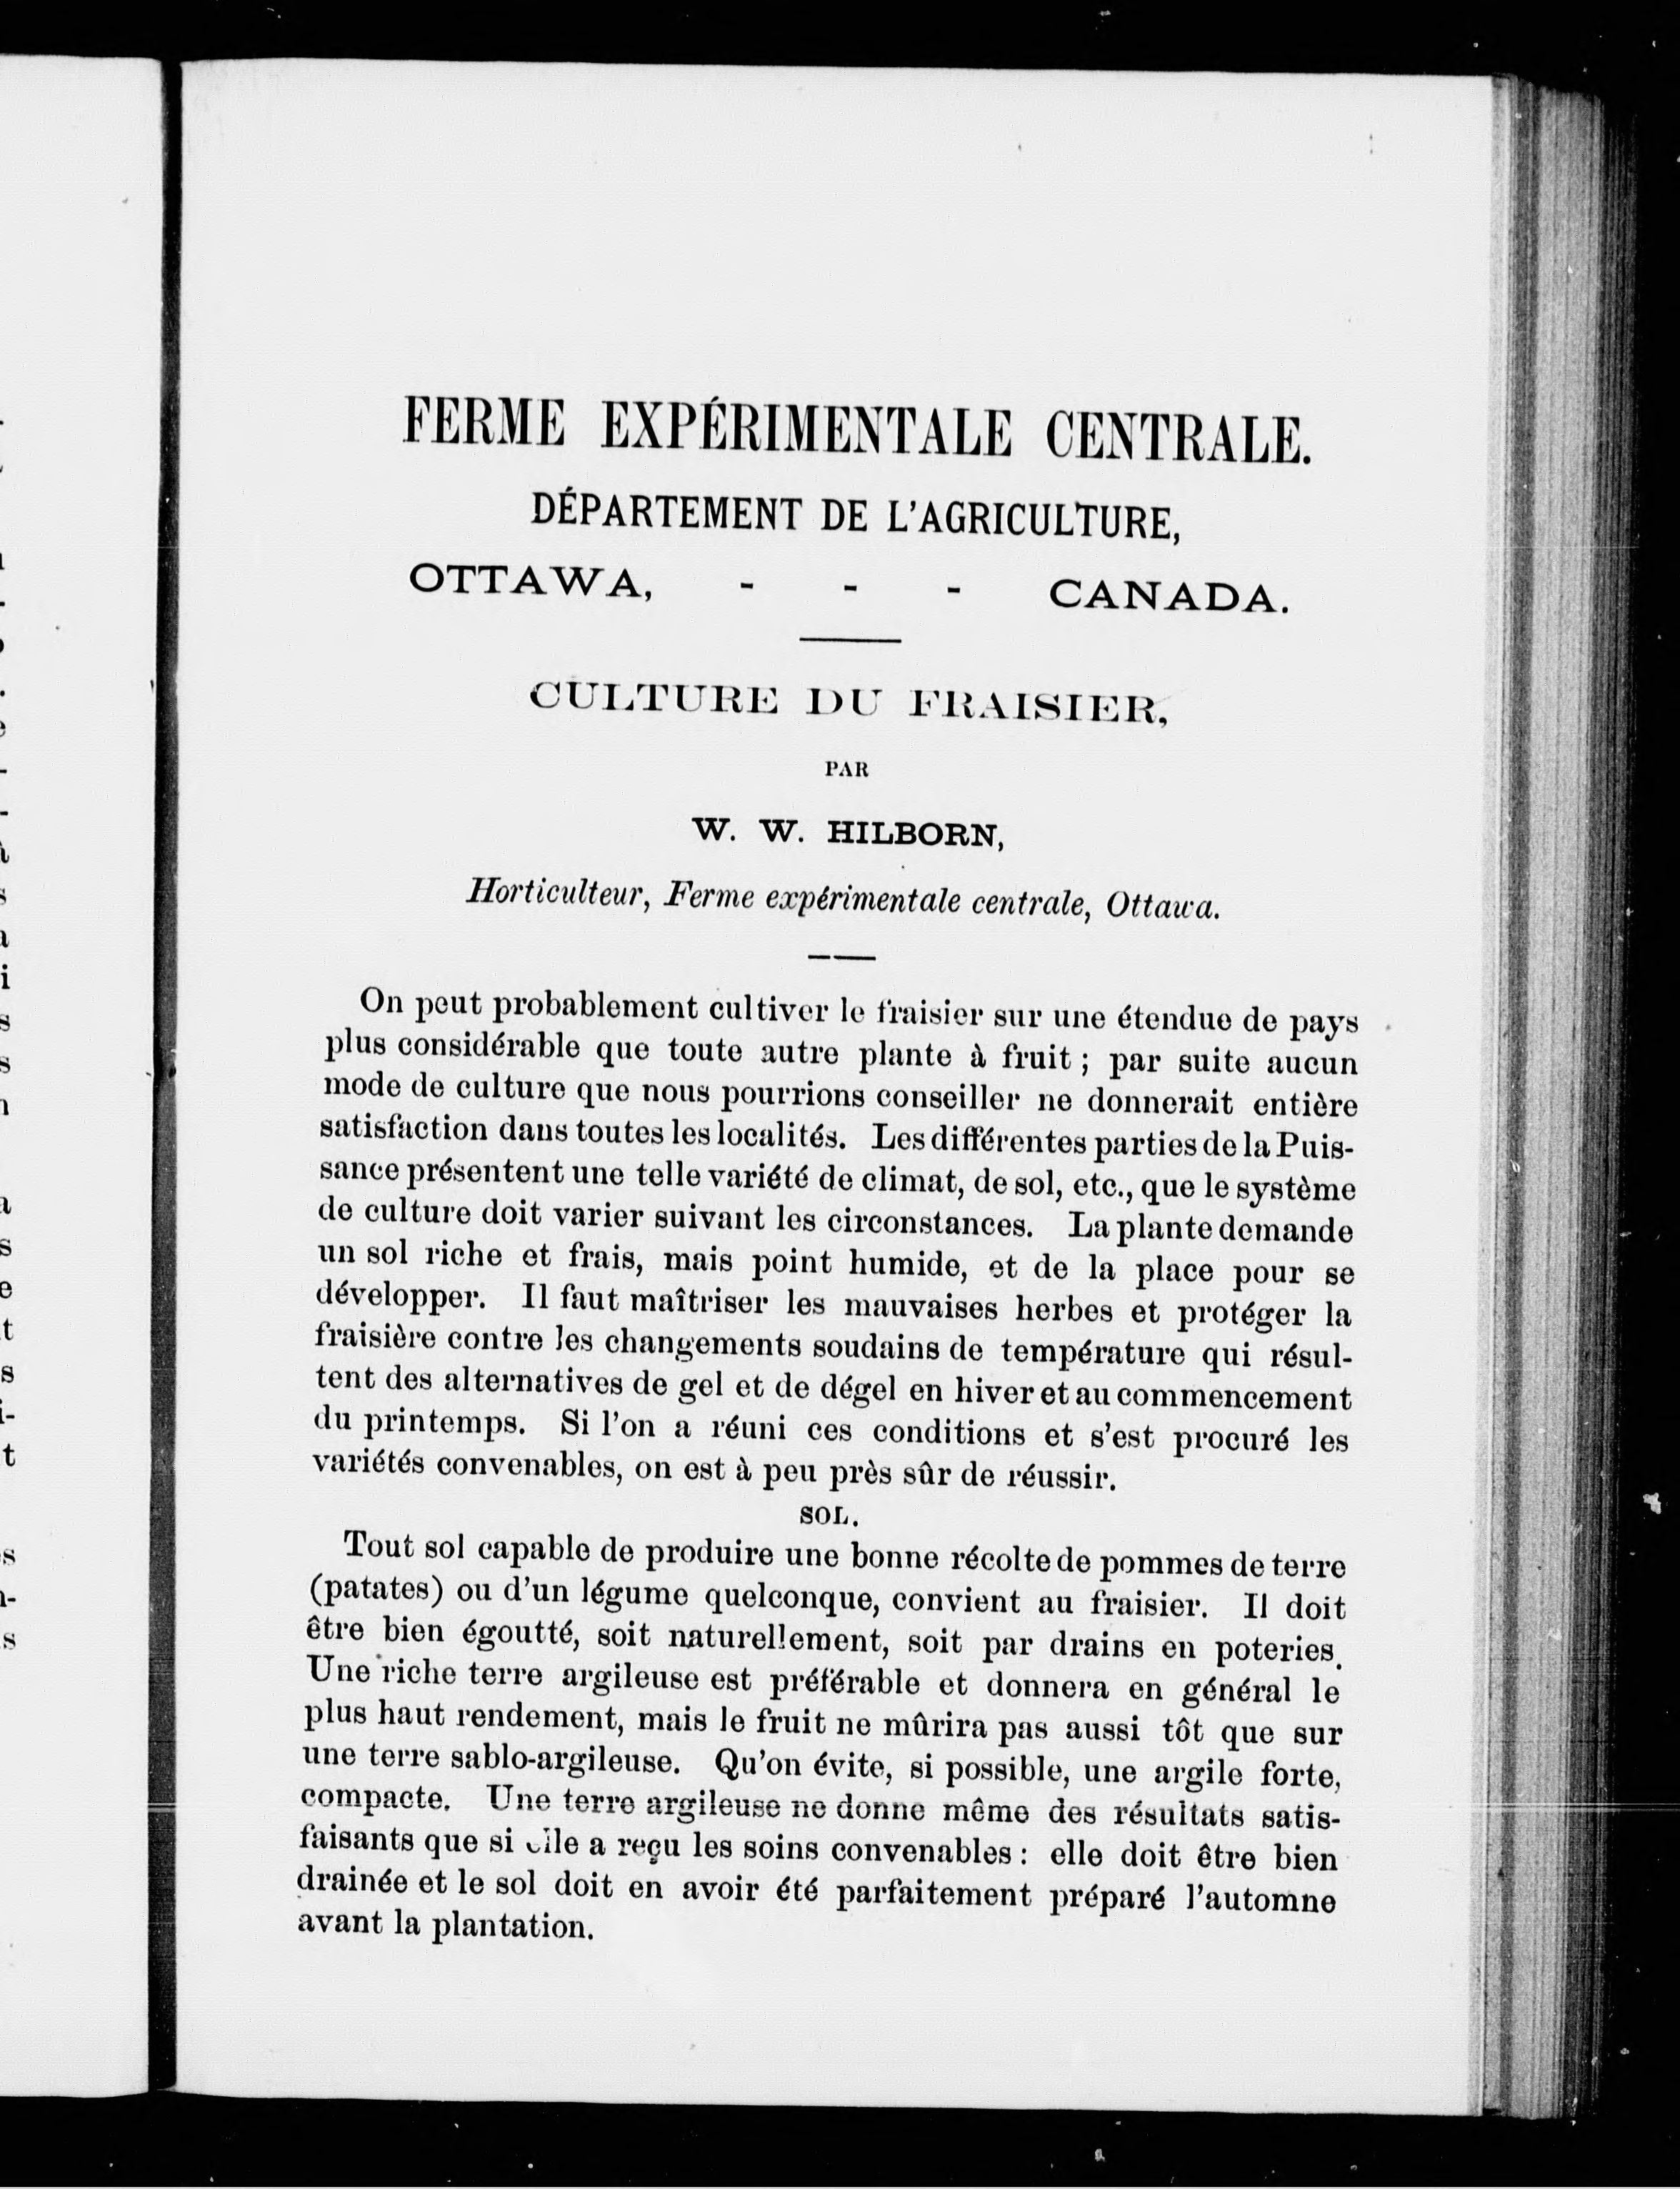 FERME EXPÉRIMENTALE CENTRALE.
DÉPARTEMENT DE L'AGRICULTURE,
OTTAWA, - - - CANADA.
CULTURE DU FRAISIER,
PAR
W. W. HILBORN,
Horticulteur, Ferme expérimentale centrale, Ottawa.
On peut probablement cultiver le fraisier sur une étendue de pays
plus considérable que toute autre plante à fruit ; par suite aucun
mode de culture que nous pourrions conseiller ne donnerait entière
satisfaction dans toutes les localités. Les différentes parties de la Puis-
sance présentent une telle variété de climat, de sol, etc., que le système
de culture doit varier suivant les circonstances. La plante demande
un sol riche et frais, mais point humide, et de la place pour se
développer. Il faut maîtriser les mauvaises herbes et protéger la
fraisière contre les changements soudains de température qui résul-
tent des alternatives de gel et de dégel en hiver et au commencement
du printemps. Si l'on a réuni ces conditions et s'est procuré les
variétés convenables, on est à peu près sûr de réussir.
SOL.
Tout sol capable de produire une bonne récolte de pommes de terre
(patates) ou d'un légume quelconque, convient au fraisier. Il doit
être bien égoutté, soit naturellement, soit par drains en poteries.
Une riche terre argileuse est préférable et donnera en général le
plus haut rendement, mais le fruit ne mûrira pas aussi tôt que sur
une terre sablo-argileuse. Qu'on évite, si possible, une argile forte,
compacte. Une terre argileuse ne donne même des résultats satis-
faisants que si elle a reçu les soins convenables : elle doit être bien
drainée et le sol doit en avoir été parfaitement préparé l'automne
avant la plantation.